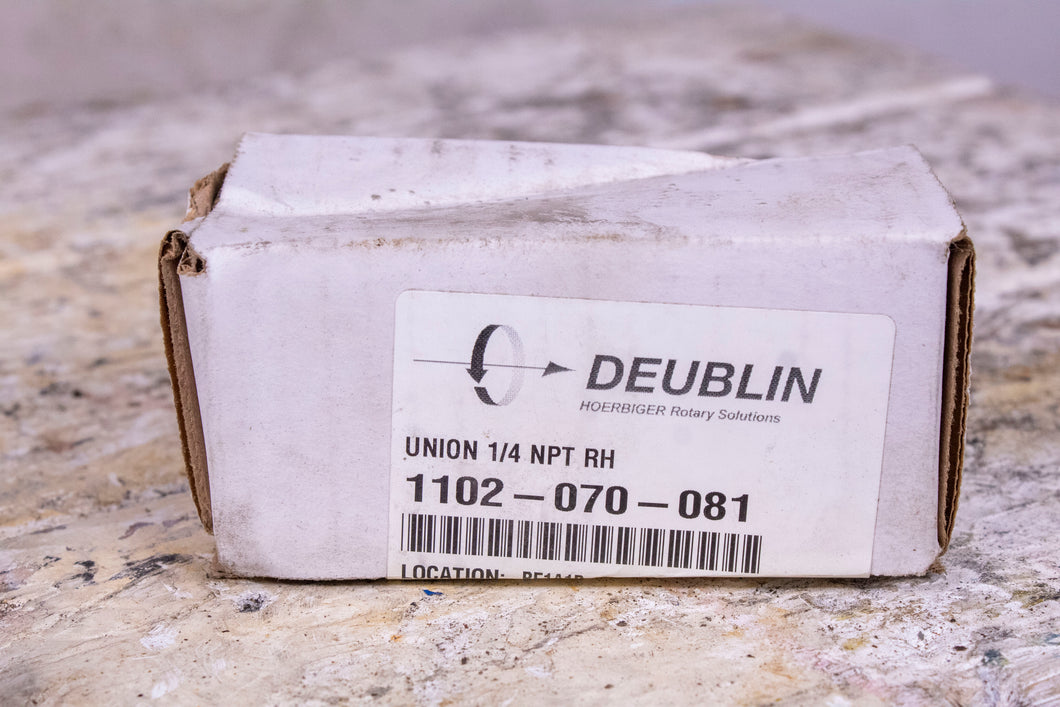 DEUBLIN
HOERBIGER Rotary Solutions
UNION 1/4 NPT RH
1102-070-081
LOCATION: